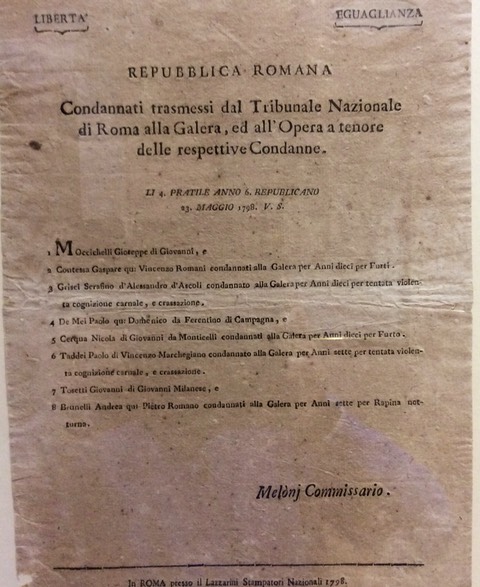 LIBERTA' EGUAGLIANZA
REPUBBLICA ROMANA
Condannati trasmessi dal Tribunale Nazionale
di Roma alla Galera, ed all'Opera a tenore
delle respettive Condanne.
LI 4. PRATILE ANNO 6. REPUBLICANO
23. MAGGIO 1798. V. S.
1 Moccichelli Gioseppe di Giovanni, e
2 Contessa Gaspare qu: Vincenzo Romani condannati alla Galera per Anni dieci per Furti.
3 Grisci Serafino d'Alessandro d'Ascoli condannato alla Galera per Anni dieci per tentata violen-
ta cognizione carnale, e crassazione.
4 De Mei Paolo qu: Domenico da Ferentino di Campagna, e
5 Cerqua Nicola di Giovanni da Monticelli condannati alla Galera per Anni dieci per Furto.
6 Taddei Paolo di Vincenzo Marchegiano condannato alla Galera per Anni sette per tentata violen-
ta cognizione carnale, e crassazione.
7 Tosetti Giovanni di Giovanni Milanese, e
8 Brunelli Andrea qu: Pietro Romano condannati alla Galera per Anni sette per Rapina not-
turna.
Melònj Commissario.
In ROMA presso il Lazzarini Stampatori Nazionali 1798.